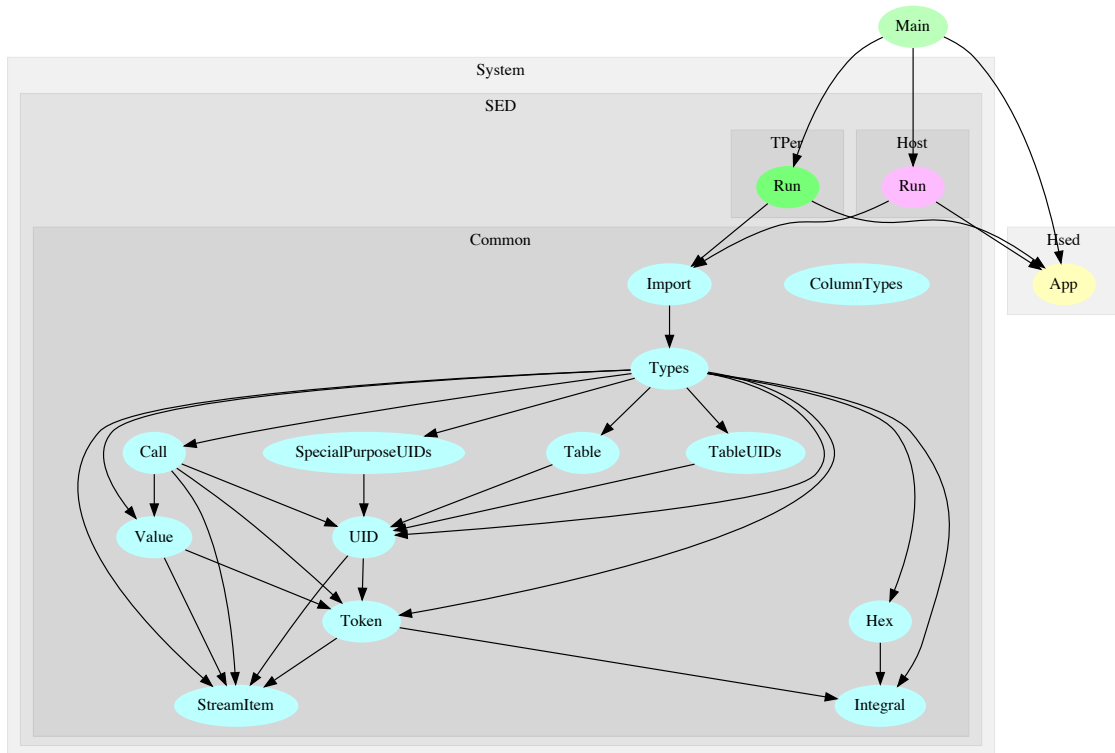 Main
System
SED
TPer
Host
Run
Run
Common
Hsed
Import
ColumnTypes
App
Types
Call
SpecialPurposeUIDs
Table
TableUIDs
Value
UID
Token
Hex
StreamItem
Integral